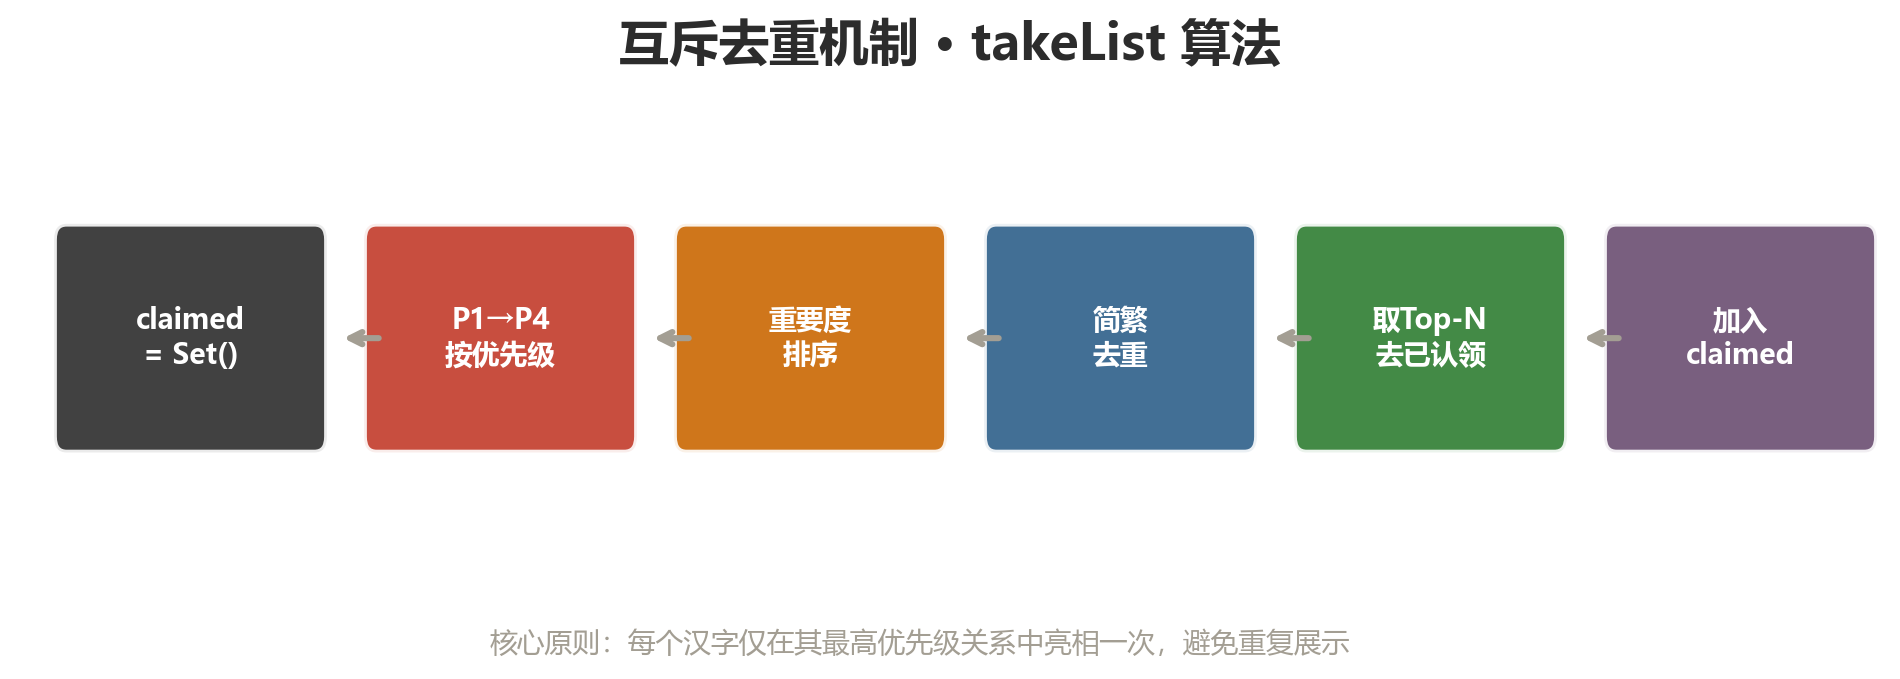 互斥去重机制 • takeList 算法
claimed
= Set()
P1→P4
按优先级
重要度
排序
简繁
去重
取Top-N
去已认领
加入
claimed
核心原则：每个汉字仅在其最高优先级关系中亮相一次，避免重复展示